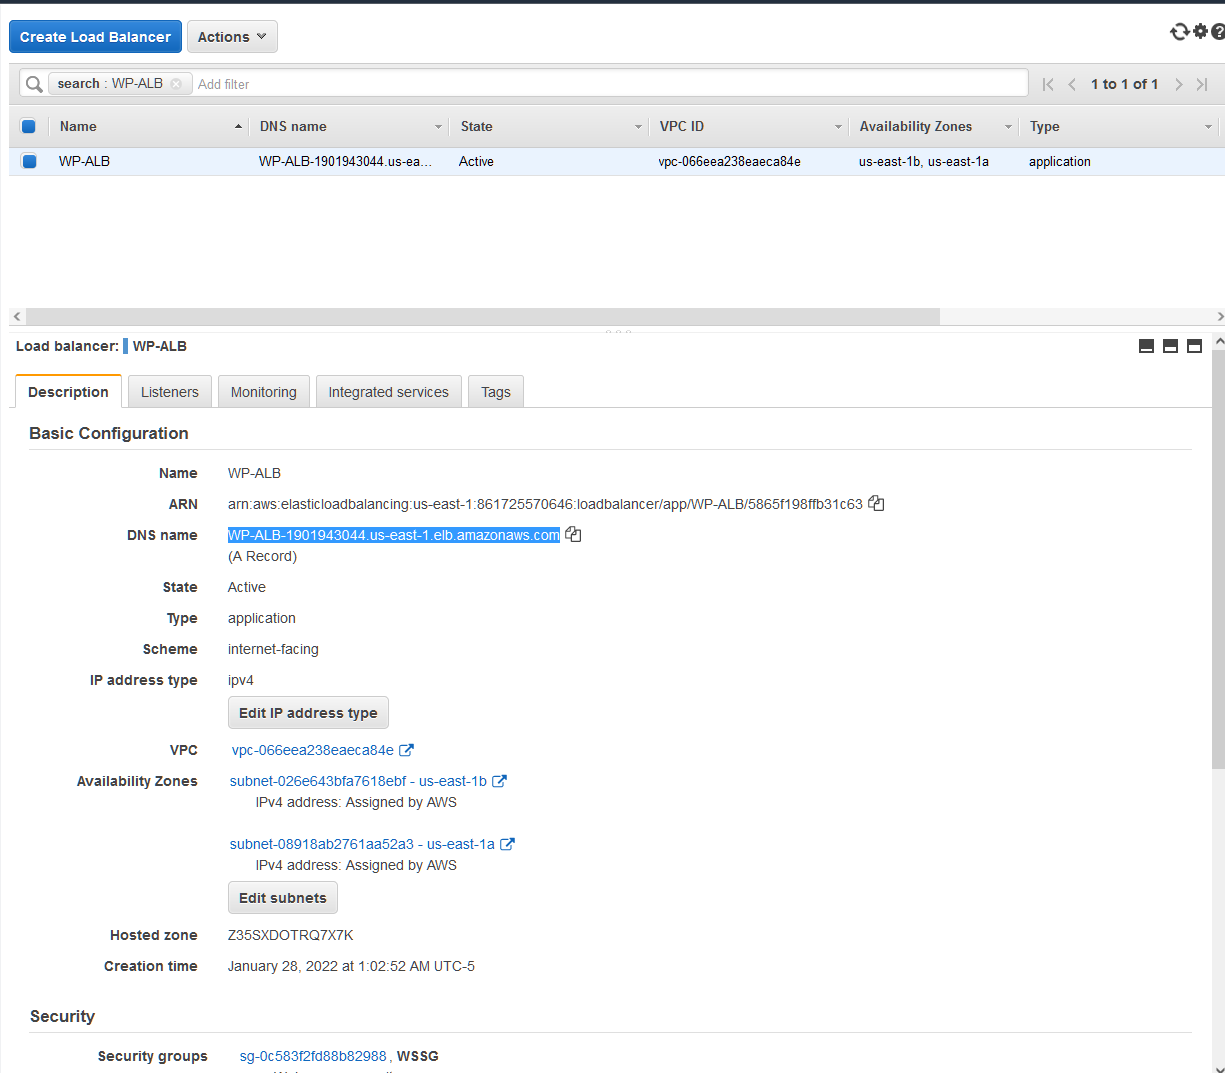 Create Load Balancer Actions
search : WP-ALB Add filter 1 to 1 of 1
Name DNS name State VPC ID Availability Zones Type
WP-ALB WP-ALB-1901943044.us-ea... Active vpc-066eea238eaeca84e us-east-1b, us-east-1a application
Load balancer: WP-ALB
Description Listeners Monitoring Integrated services Tags
Basic Configuration
Name WP-ALB
ARN arn:aws:elasticloadbalancing:us-east-1:861725570646:loadbalancer/app/WP-ALB/5865f198ffb31c63
DNS name WP-ALB-1901943044.us-east-1.elb.amazonaws.com
(A Record)
State Active
Type application
Scheme internet-facing
IP address type ipv4
Edit IP address type
VPC vpc-066eea238eaeca84e
Availability Zones subnet-026e643bfa7618ebf - us-east-1b
IPv4 address: Assigned by AWS
subnet-08918ab2761aa52a3 - us-east-1a
IPv4 address: Assigned by AWS
Edit subnets
Hosted zone Z35SXDOTRQ7X7K
Creation time January 28, 2022 at 1:02:52 AM UTC-5
Security
Security groups sg-0c583f2fd88b82988, WSSG